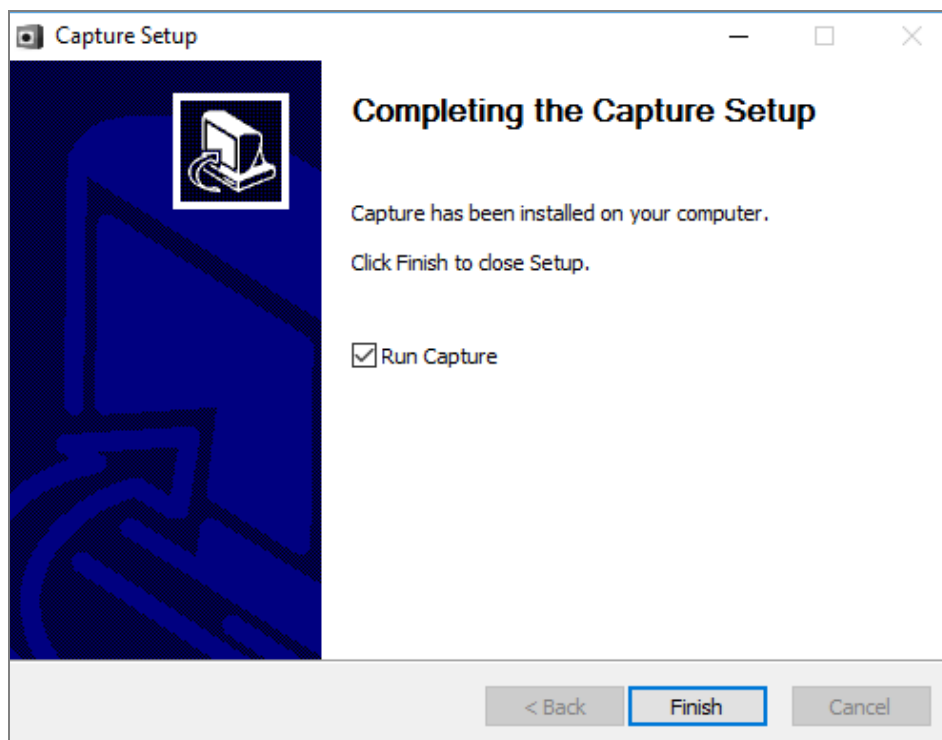 Capture Setup
Completing the Capture Setup
Capture has been installed on your computer.
Click Finish to close Setup.
Run Capture
< Back Finish Cancel